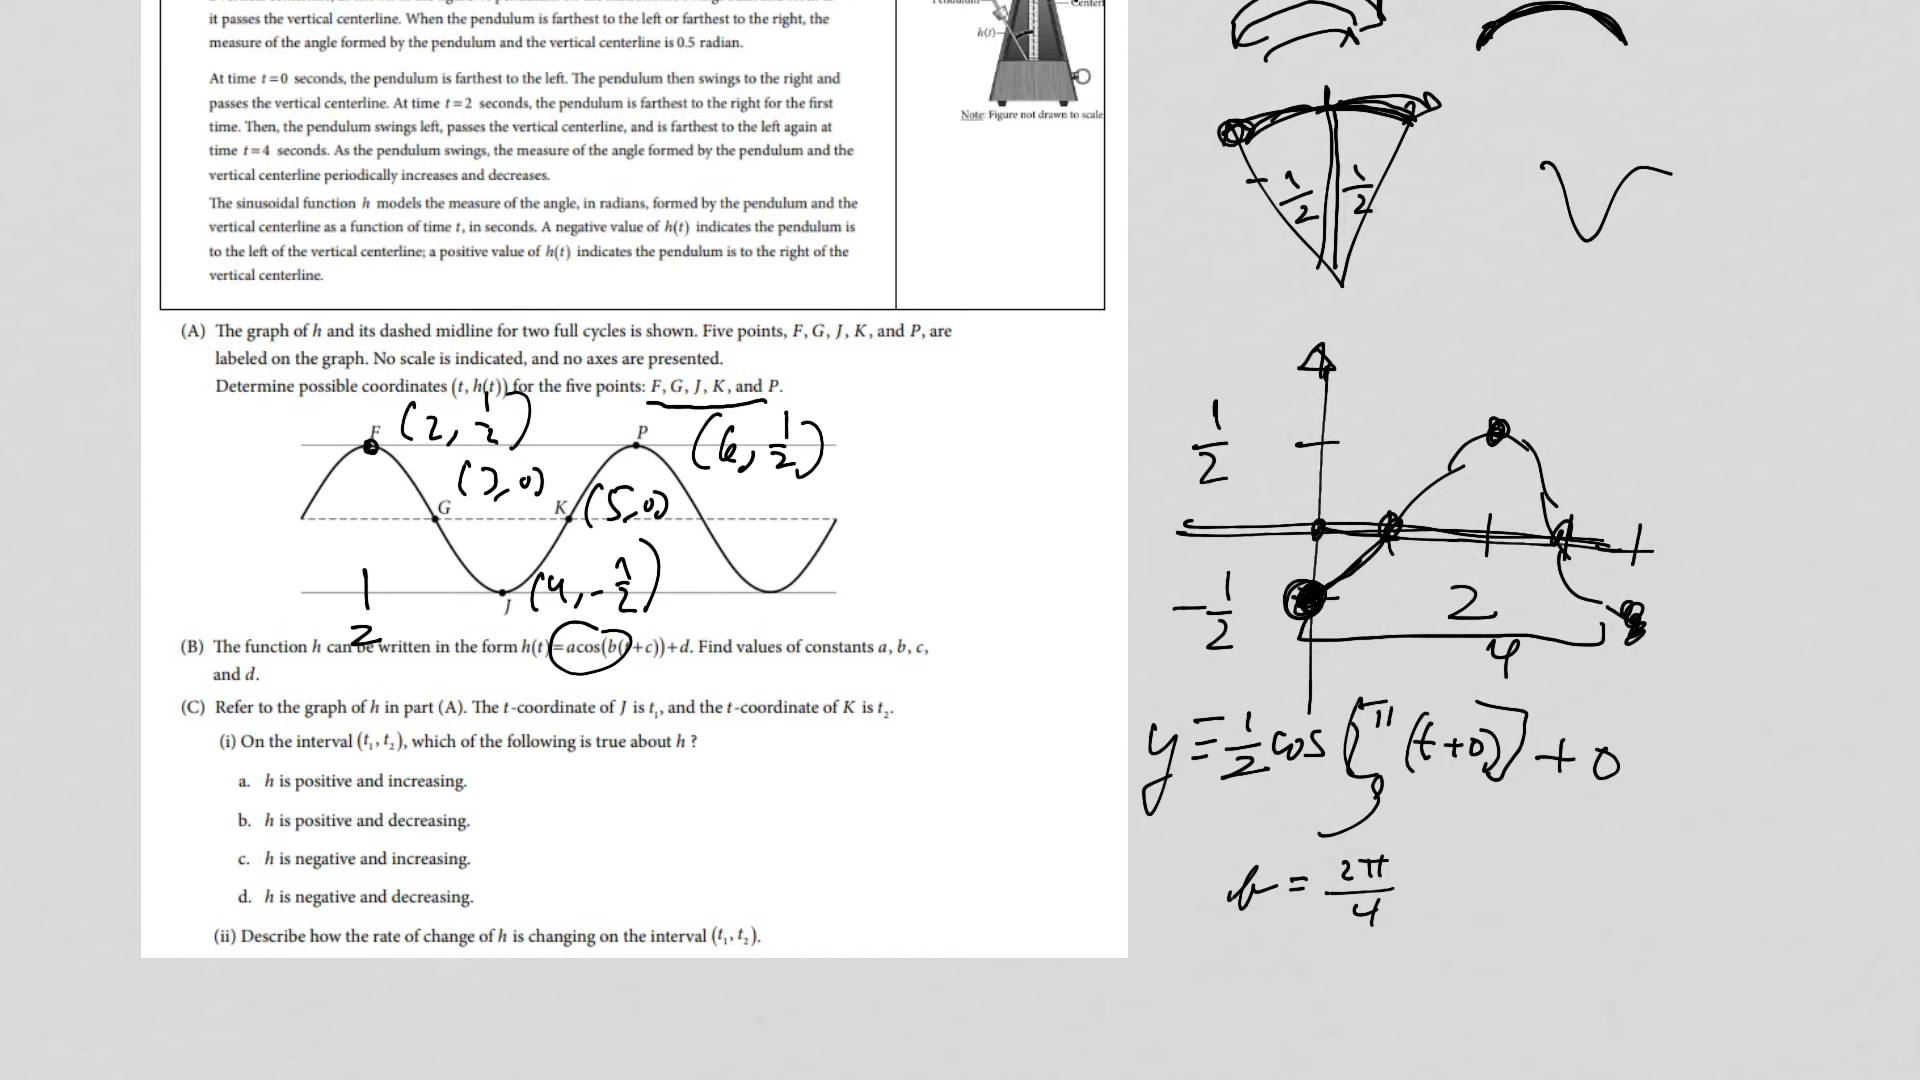 it passes the vertical centerline. When the pendulum is farthest to the left or farthest to the right, the
measure of the angle formed by the pendulum and the vertical centerline is 0.5 radian.
At time t=0 seconds, the pendulum is farthest to the left. The pendulum then swings to the right and
passes the vertical centerline. At time t=2 seconds, the pendulum is farthest to the right for the first
time. Then, the pendulum swings left, passes the vertical centerline, and is farthest to the left again at
time t=4 seconds. As the pendulum swings, the measure of the angle formed by the pendulum and the
vertical centerline periodically increases and decreases.
The sinusoidal function h models the measure of the angle, in radians, formed by the pendulum and the
vertical centerline as a function of time t, in seconds. A negative value of h(t) indicates the pendulum is
to the left of the vertical centerline; a positive value of h(t) indicates the pendulum is to the right of the
vertical centerline.
h(t)
Note: Figure not drawn to scale
(A) The graph of h and its dashed midline for two full cycles is shown. Five points, F, G, J, K, and P, are
labeled on the graph. No scale is indicated, and no axes are presented.
Determine possible coordinates (t, h(t)) for the five points: F, G, J, K, and P.
F (2, 1/2)
P (6, 1/2)
G (3, 0)
K (5, 0)
J (4, -1/2)
1/2
(B) The function h can be written in the form h(t)=acos(b(t+c))+d. Find values of constants a, b, c,
and d.
(C) Refer to the graph of h in part (A). The t-coordinate of J is t₁, and the t-coordinate of K is t₂.
(i) On the interval (t₁, t₂), which of the following is true about h ?
a. h is positive and increasing.
b. h is positive and decreasing.
c. h is negative and increasing.
d. h is negative and decreasing.
(ii) Describe how the rate of change of h is changing on the interval (t₁, t₂).
-1/2 1/2
1/2
-1/2
2
4
b = 2π/4